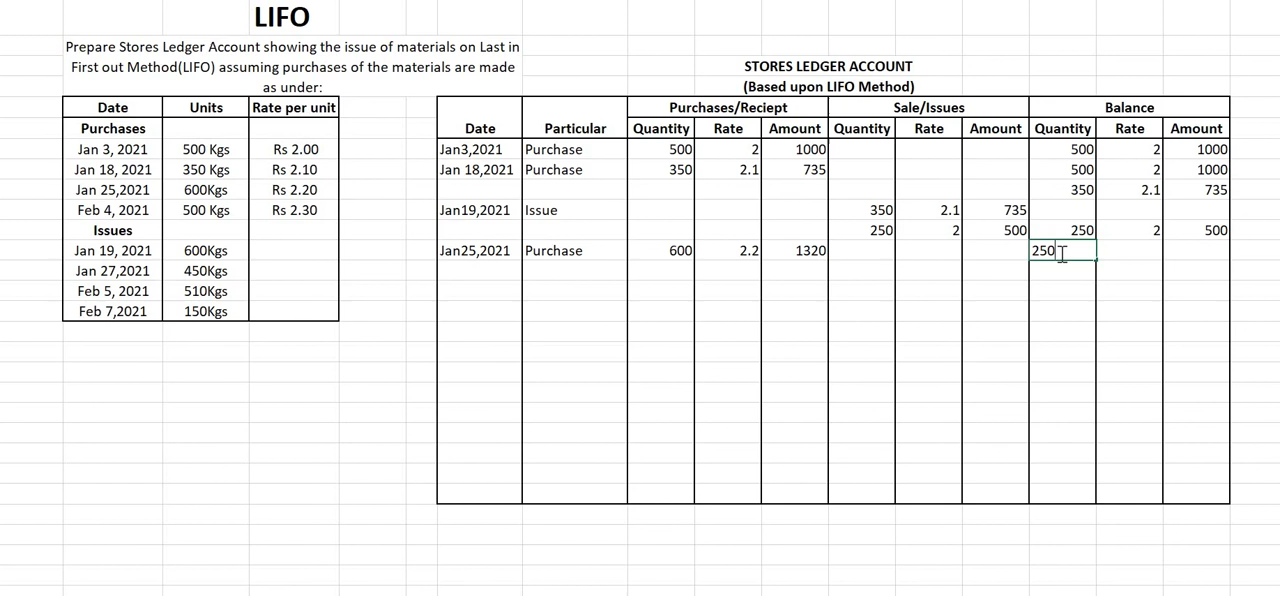 LIFO
Prepare Stores Ledger Account showing the issue of materials on Last in
First out Method(LIFO) assuming purchases of the materials are made
as under:
Date Units Rate per unit
Purchases
Jan 3, 2021 500 Kgs Rs 2.00
Jan 18, 2021 350 Kgs Rs 2.10
Jan 25,2021 600Kgs Rs 2.20
Feb 4, 2021 500 Kgs Rs 2.30
Issues
Jan 19, 2021 600Kgs
Jan 27,2021 450Kgs
Feb 5, 2021 510Kgs
Feb 7,2021 150Kgs
STORES LEDGER ACCOUNT
(Based upon LIFO Method)
Purchases/Reciept Sale/Issues Balance
Date Particular Quantity Rate Amount Quantity Rate Amount Quantity Rate Amount
Jan3,2021 Purchase 500 2 1000 500 2 1000
Jan 18,2021 Purchase 350 2.1 735 500 2 1000
350 2.1 735
Jan19,2021 Issue 350 2.1 735
250 2 500 250 2 500
Jan25,2021 Purchase 600 2.2 1320 250